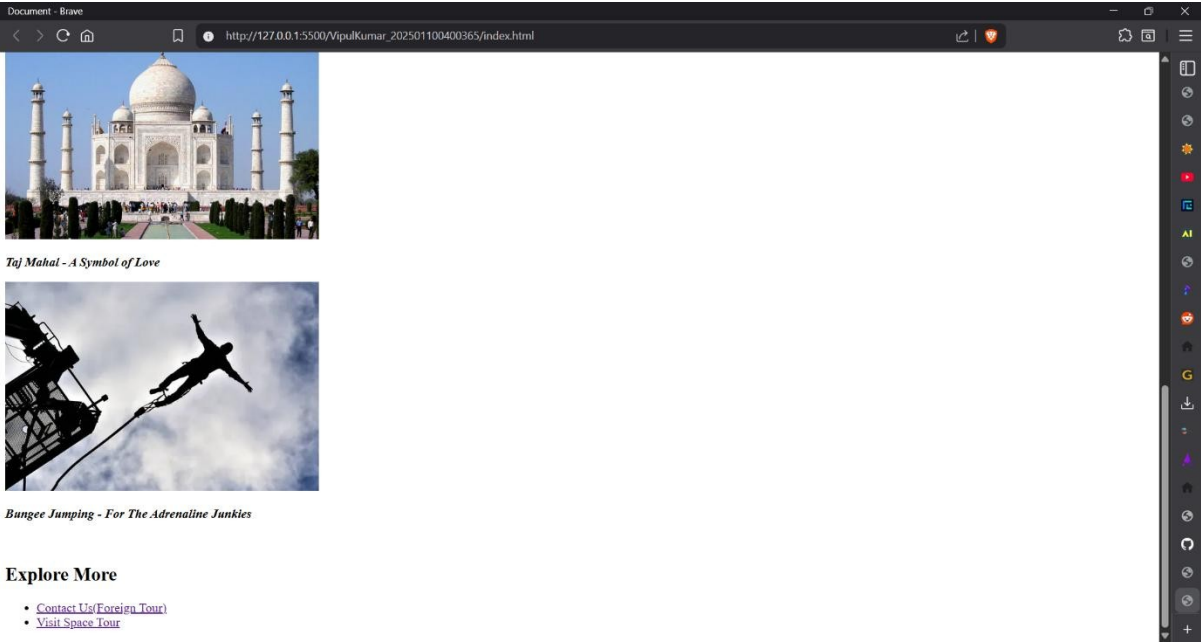 Document - Brave
http://127.0.0.1:5500/VipulKumar_202501100400365/index.html
Taj Mahal - A Symbol of Love
Bungee Jumping - For The Adrenaline Junkies
Explore More
Contact Us(Foreign Tour)
Visit Space Tour